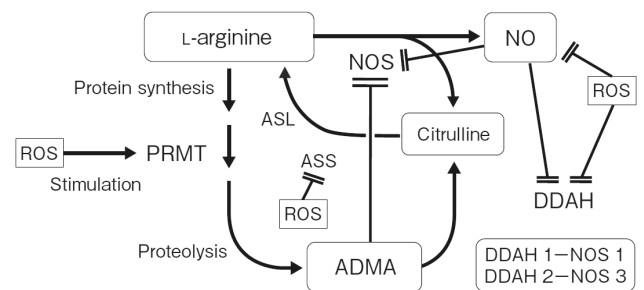 L-arginine
NO
NOS
ROS
Protein synthesis
ASL
Citrulline
ROS
PRMT
Stimulation
ASS
ROS
DDAH
Proteolysis
ADMA
DDAH 1—NOS 1
DDAH 2—NOS 3